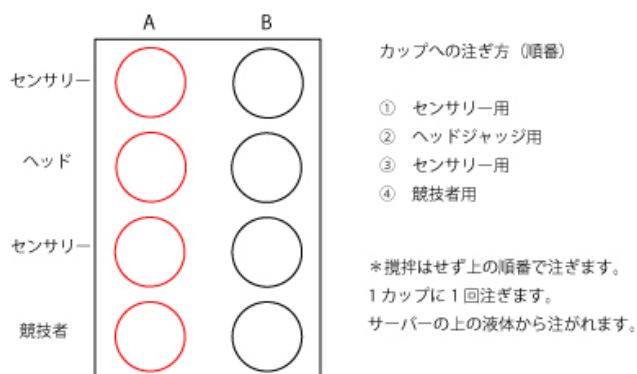 A B
センサリー
ヘッド
センサリー
競技者
カップへの注ぎ方（順番）
① センサリー用
② ヘッドジャッジ用
③ センサリー用
④ 競技者用
＊攪拌はせず上の順番で注ぎます。
１カップに１回注ぎます。
サーバーの上の液体から注がれます。